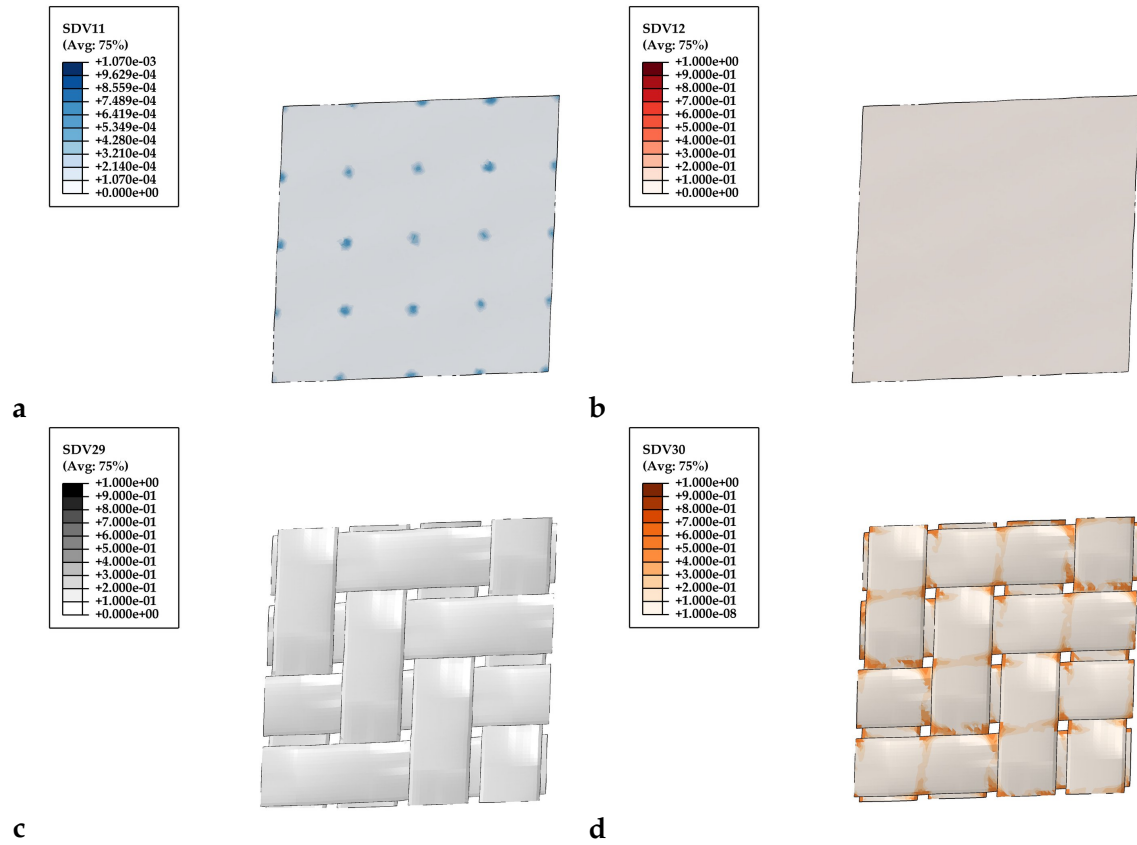 SDV11
(Avg: 75%)
+1.070e-03
+9.629e-04
+8.559e-04
+7.489e-04
+6.419e-04
+5.349e-04
+4.280e-04
+3.210e-04
+2.140e-04
+1.070e-04
+0.000e+00
a
SDV12
(Avg: 75%)
+1.000e+00
+9.000e-01
+8.000e-01
+7.000e-01
+6.000e-01
+5.000e-01
+4.000e-01
+3.000e-01
+2.000e-01
+1.000e-01
+0.000e+00
b
SDV29
(Avg: 75%)
+1.000e+00
+9.000e-01
+8.000e-01
+7.000e-01
+6.000e-01
+5.000e-01
+4.000e-01
+3.000e-01
+2.000e-01
+1.000e-01
+0.000e+00
c
SDV30
(Avg: 75%)
+1.000e+00
+9.000e-01
+8.000e-01
+7.000e-01
+6.000e-01
+5.000e-01
+4.000e-01
+3.000e-01
+2.000e-01
+1.000e-01
+1.000e-08
d